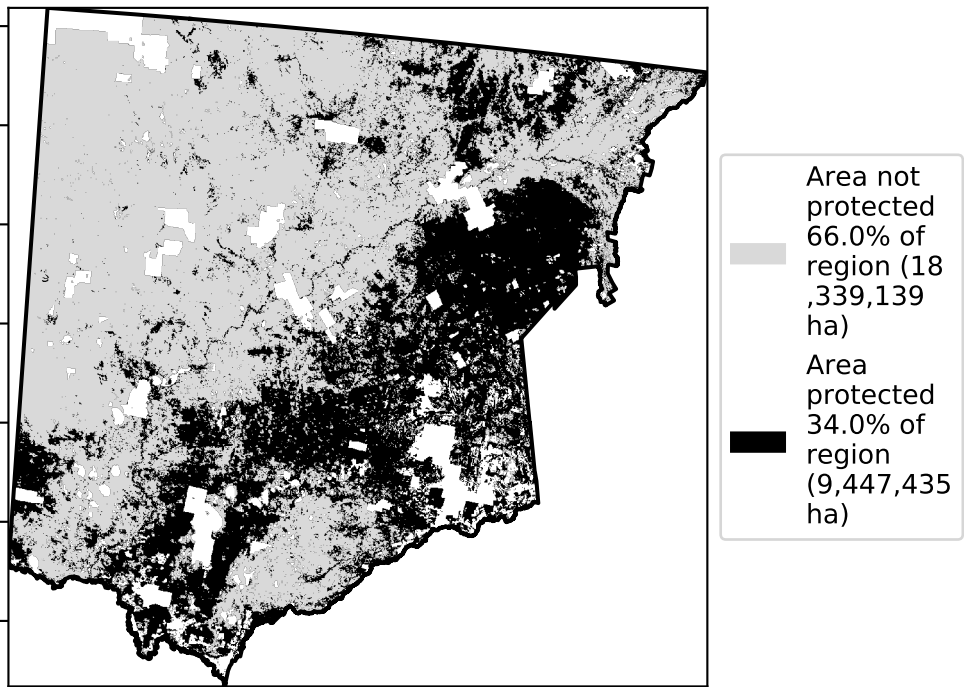 Area not
protected
66.0% of
region (18
,339,139
ha)
Area
protected
34.0% of
region
(9,447,435
ha)